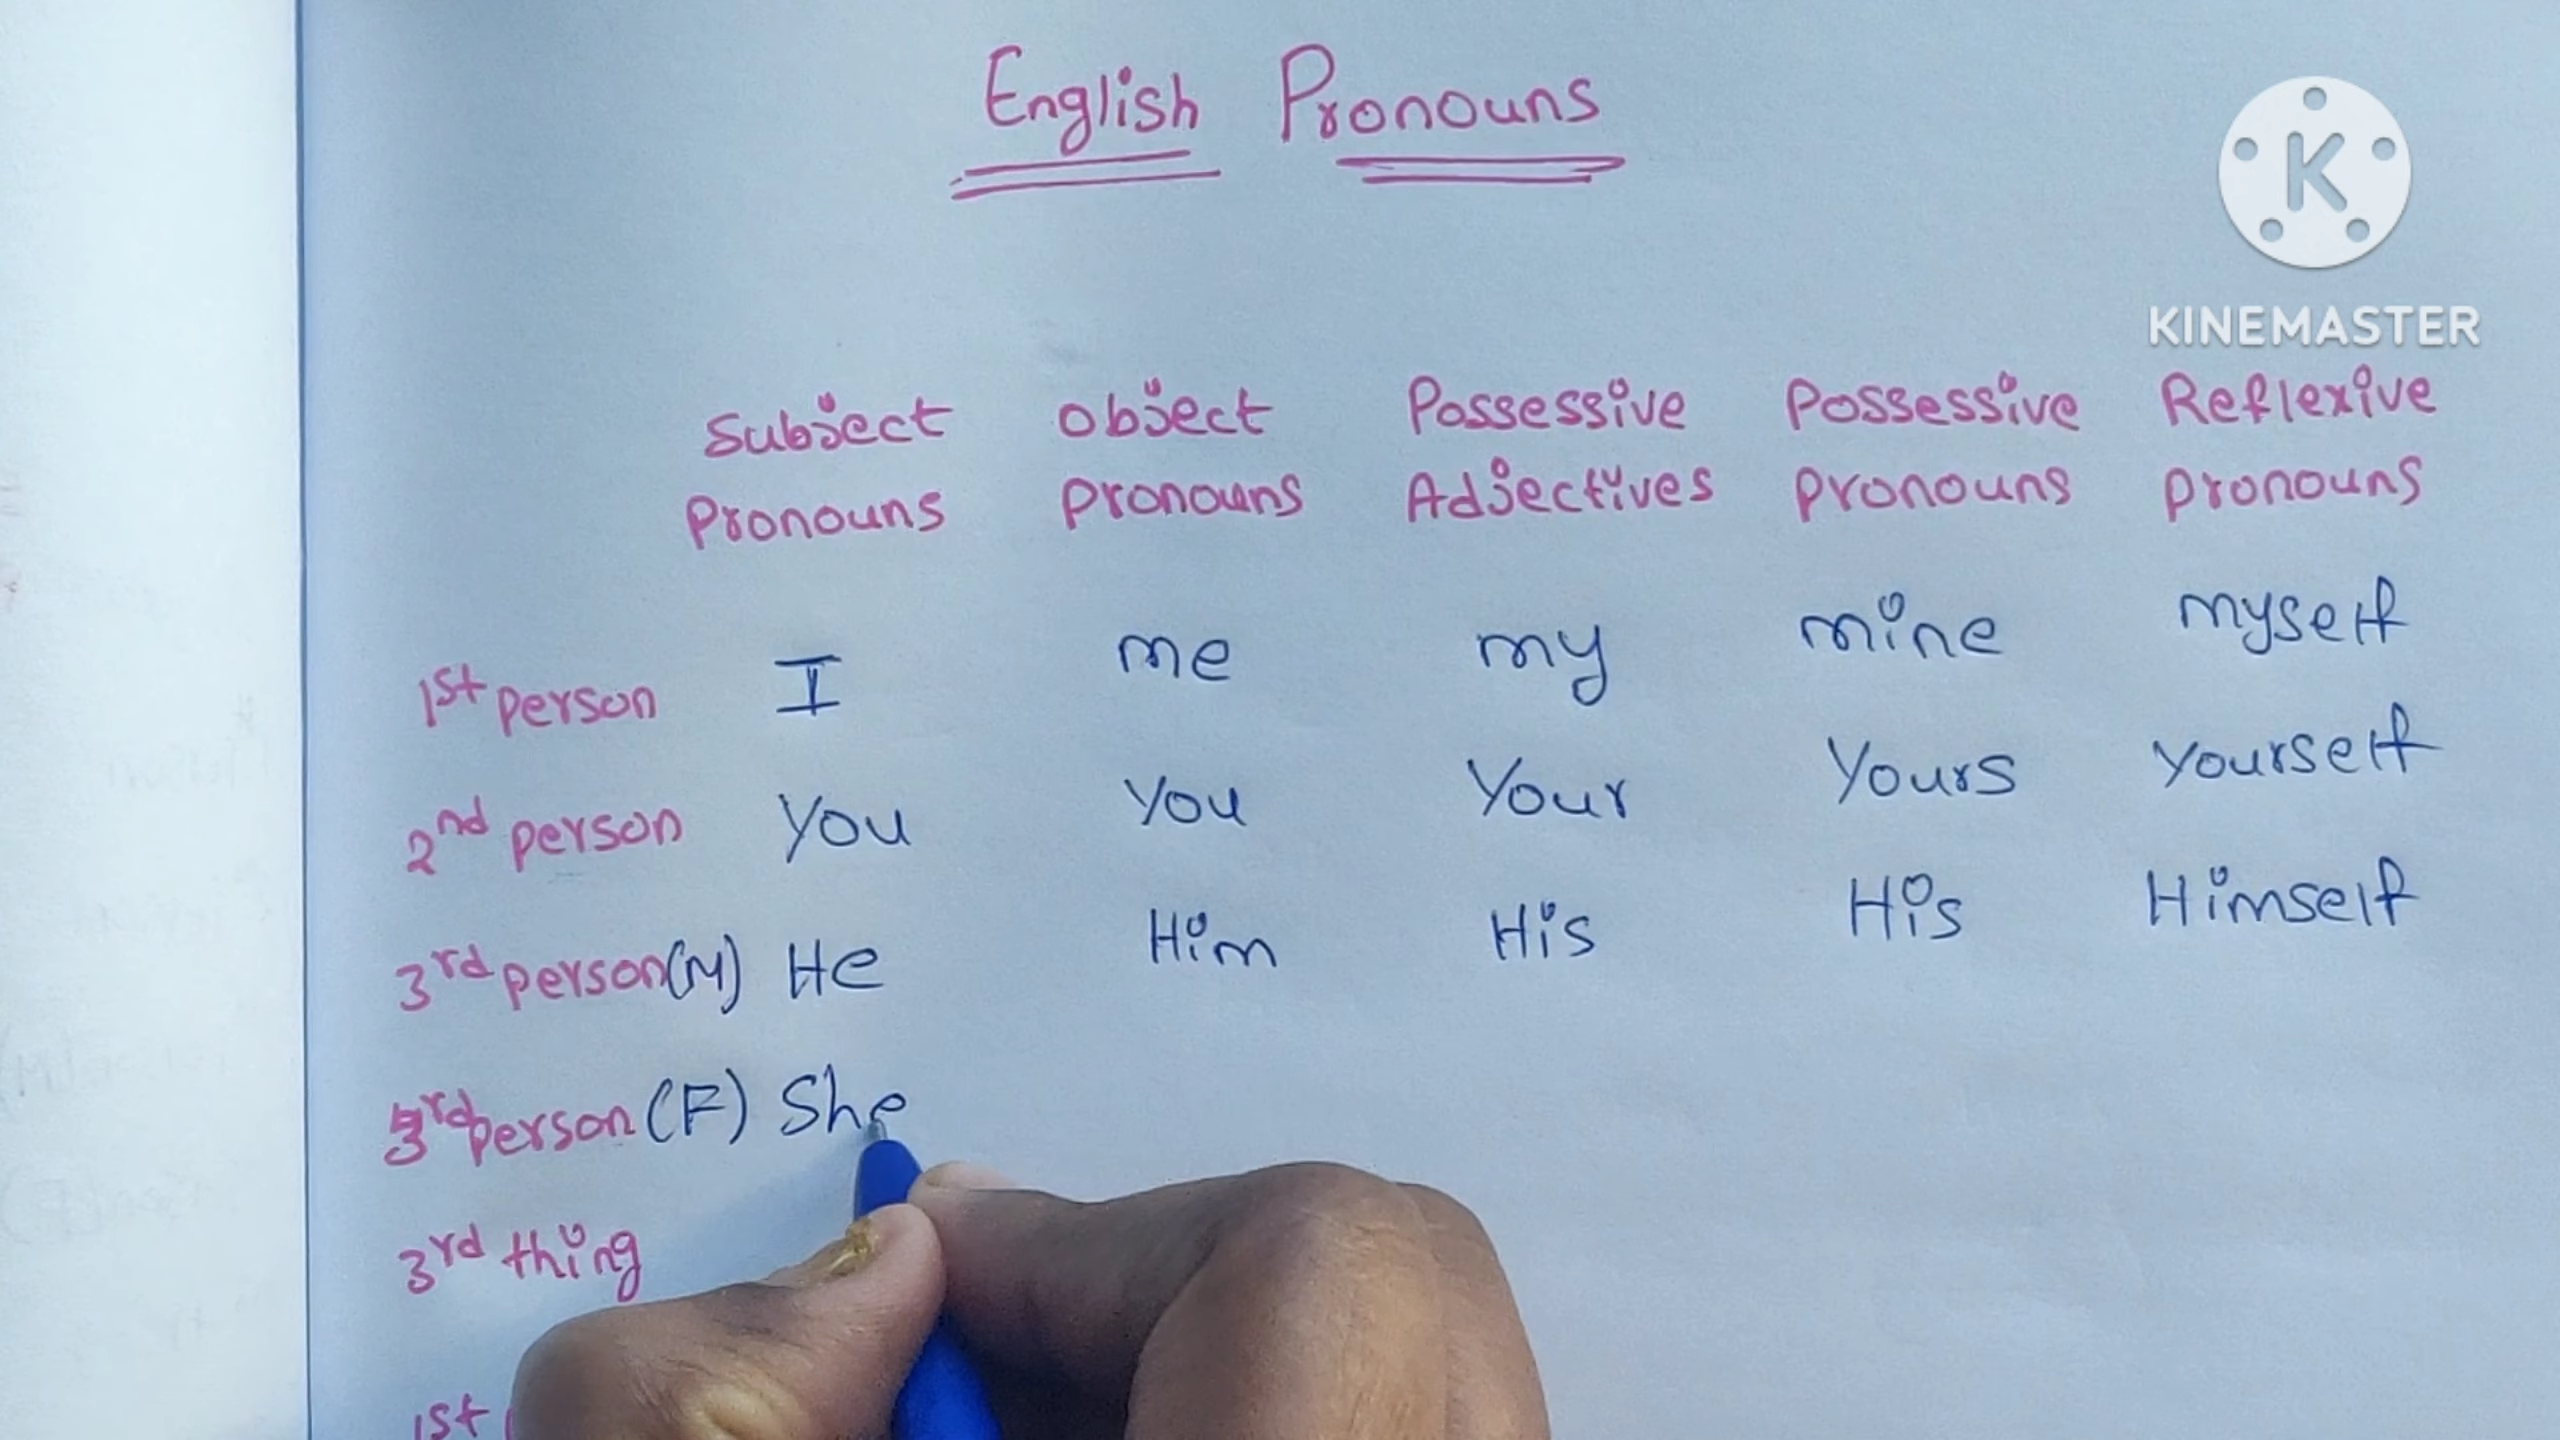 English Pronouns
K
KINEMASTER
Subject object Possessive Possessive Reflexive
Pronouns pronouns Adjectives pronouns pronouns
1st person I me my mine myself
2nd person You You Your Yours Yourself
3rd person (M) He Him His His Himself
3rd person (F) She
3rd thing
1st